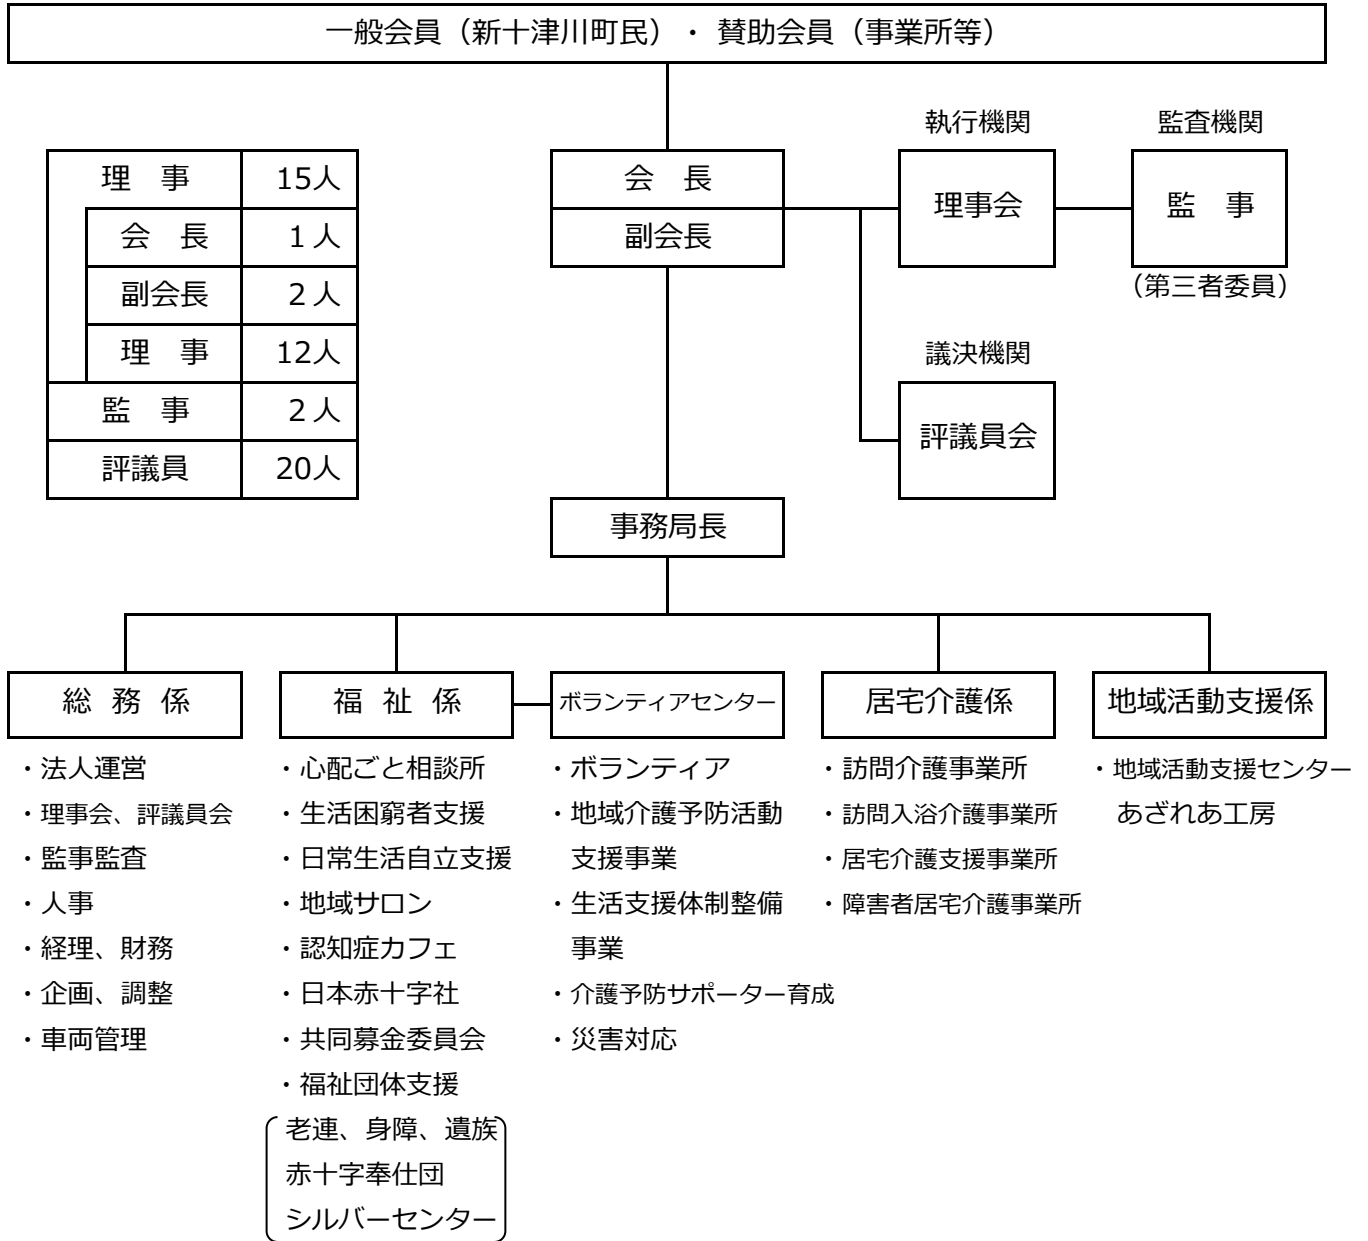 一般会員（新十津川町民）・ 賛助会員（事業所等）
執行機関
監査機関
理　事　15人
会　長　1人
副会長　2人
理　事　12人
監　事　2人
評議員　20人
会　長
副会長
理事会
監　事
（第三者委員）
議決機関
評議員会
事務局長
総 務 係
・法人運営
・理事会、評議員会
・監事監査
・人事
・経理、財務
・企画、調整
・車両管理
福 祉 係
・心配ごと相談所
・生活困窮者支援
・日常生活自立支援
・地域サロン
・認知症カフェ
・日本赤十字社
・共同募金委員会
・福祉団体支援
老連、身障、遺族
赤十字奉仕団
シルバーセンター
ボランティアセンター
・ボランティア
・地域介護予防活動
支援事業
・生活支援体制整備
事業
・介護予防サポーター育成
・災害対応
居宅介護係
・訪問介護事業所
・訪問入浴介護事業所
・居宅介護支援事業所
・障害者居宅介護事業所
地域活動支援係
・地域活動支援センター
あざれあ工房